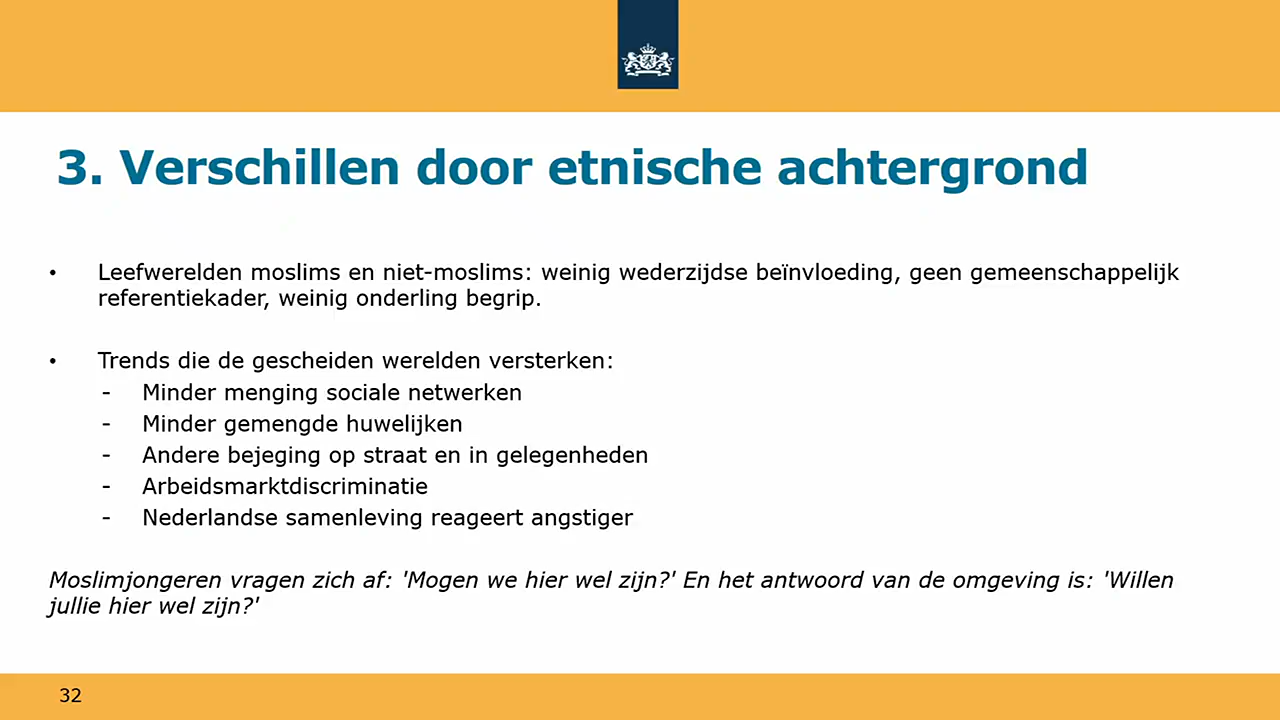 3. Verschillen door etnische achtergrond
• Leefwerelden moslims en niet-moslims: weinig wederzijdse beïnvloeding, geen gemeenschappelijk
referentiekader, weinig onderling begrip.
• Trends die de gescheiden werelden versterken:
- Minder menging sociale netwerken
- Minder gemengde huwelijken
- Andere bejeging op straat en in gelegenheden
- Arbeidsmarktdiscriminatie
- Nederlandse samenleving reageert angstiger
Moslimjongeren vragen zich af: 'Mogen we hier wel zijn?' En het antwoord van de omgeving is: 'Willen
jullie hier wel zijn?'
32